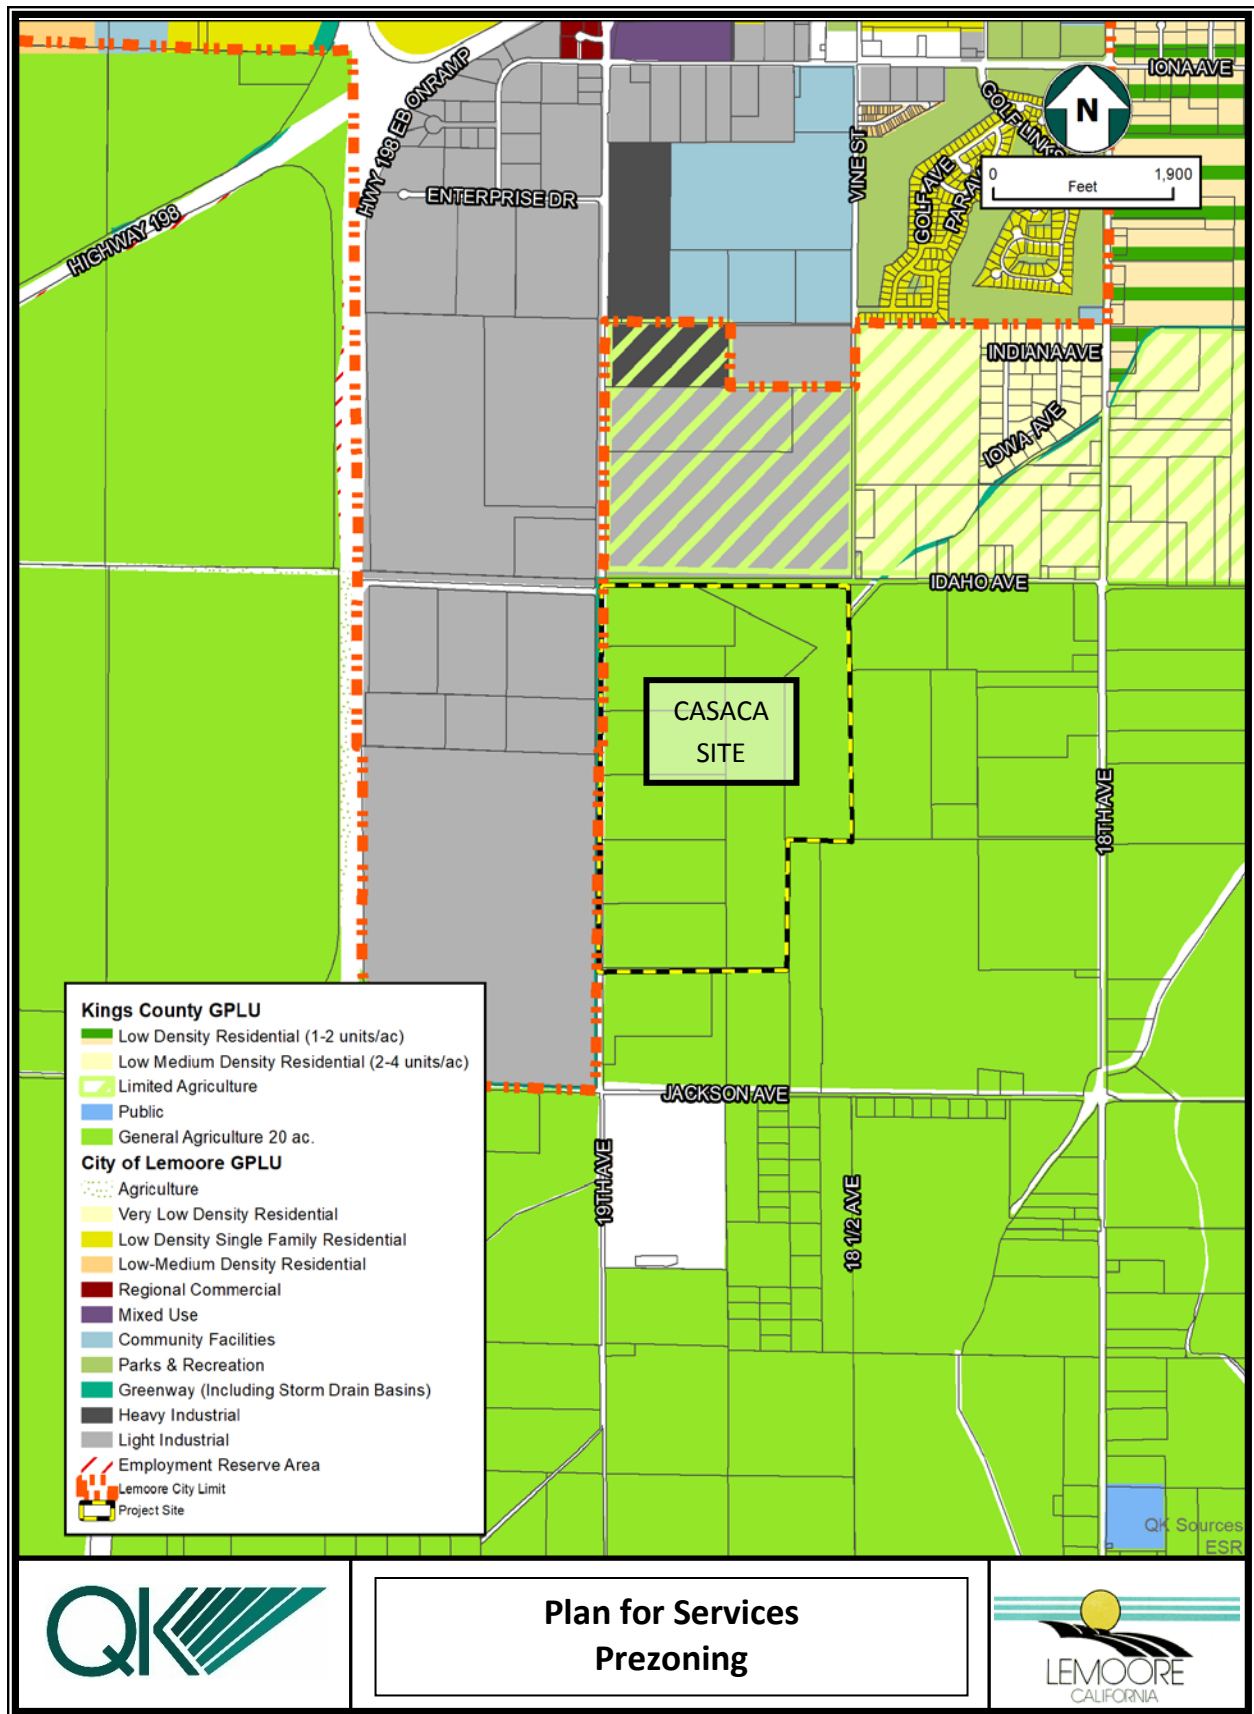 IONA AVE
HWY 198 EB ONRAMP
GOLF LINKS
N
0 1,900
Feet
VINE ST
GOLF AVE
ENTERPRISE DR
HIGHWAY 198
INDIANA AVE
IOWA AVE
IDAHO AVE
CASACA
SITE
18TH AVE
JACKSON AVE
19TH AVE
18 1/2 AVE
Kings County GPLU
Low Density Residential (1-2 units/ac)
Low Medium Density Residential (2-4 units/ac)
Limited Agriculture
Public
General Agriculture 20 ac.
City of Lemoore GPLU
Agriculture
Very Low Density Residential
Low Density Single Family Residential
Low-Medium Density Residential
Regional Commercial
Mixed Use
Community Facilities
Parks & Recreation
Greenway (Including Storm Drain Basins)
Heavy Industrial
Light Industrial
Employment Reserve Area
Lemoore City Limit
Project Site
QK Sources
ESR
QK
Plan for Services
Prezoning
LEMOORE
CALIFORNIA